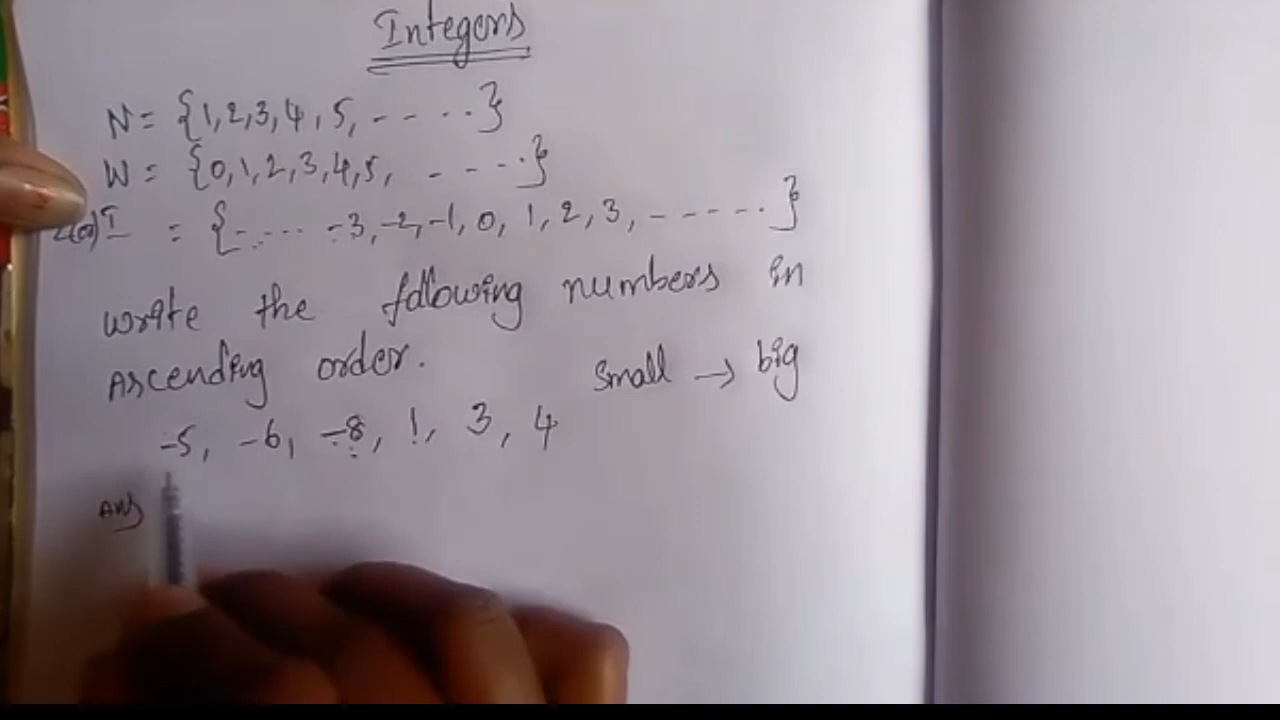 Integers
N = {1,2,3,4,5,-----}
W = {0,1,2,3,4,5, ----}
Z(or) I = {----- -3,-2,-1,0,1,2,3,------}
write the following numbers in
Ascending order. Small → big
-5, -6, -8, 1, 3, 4
Ans